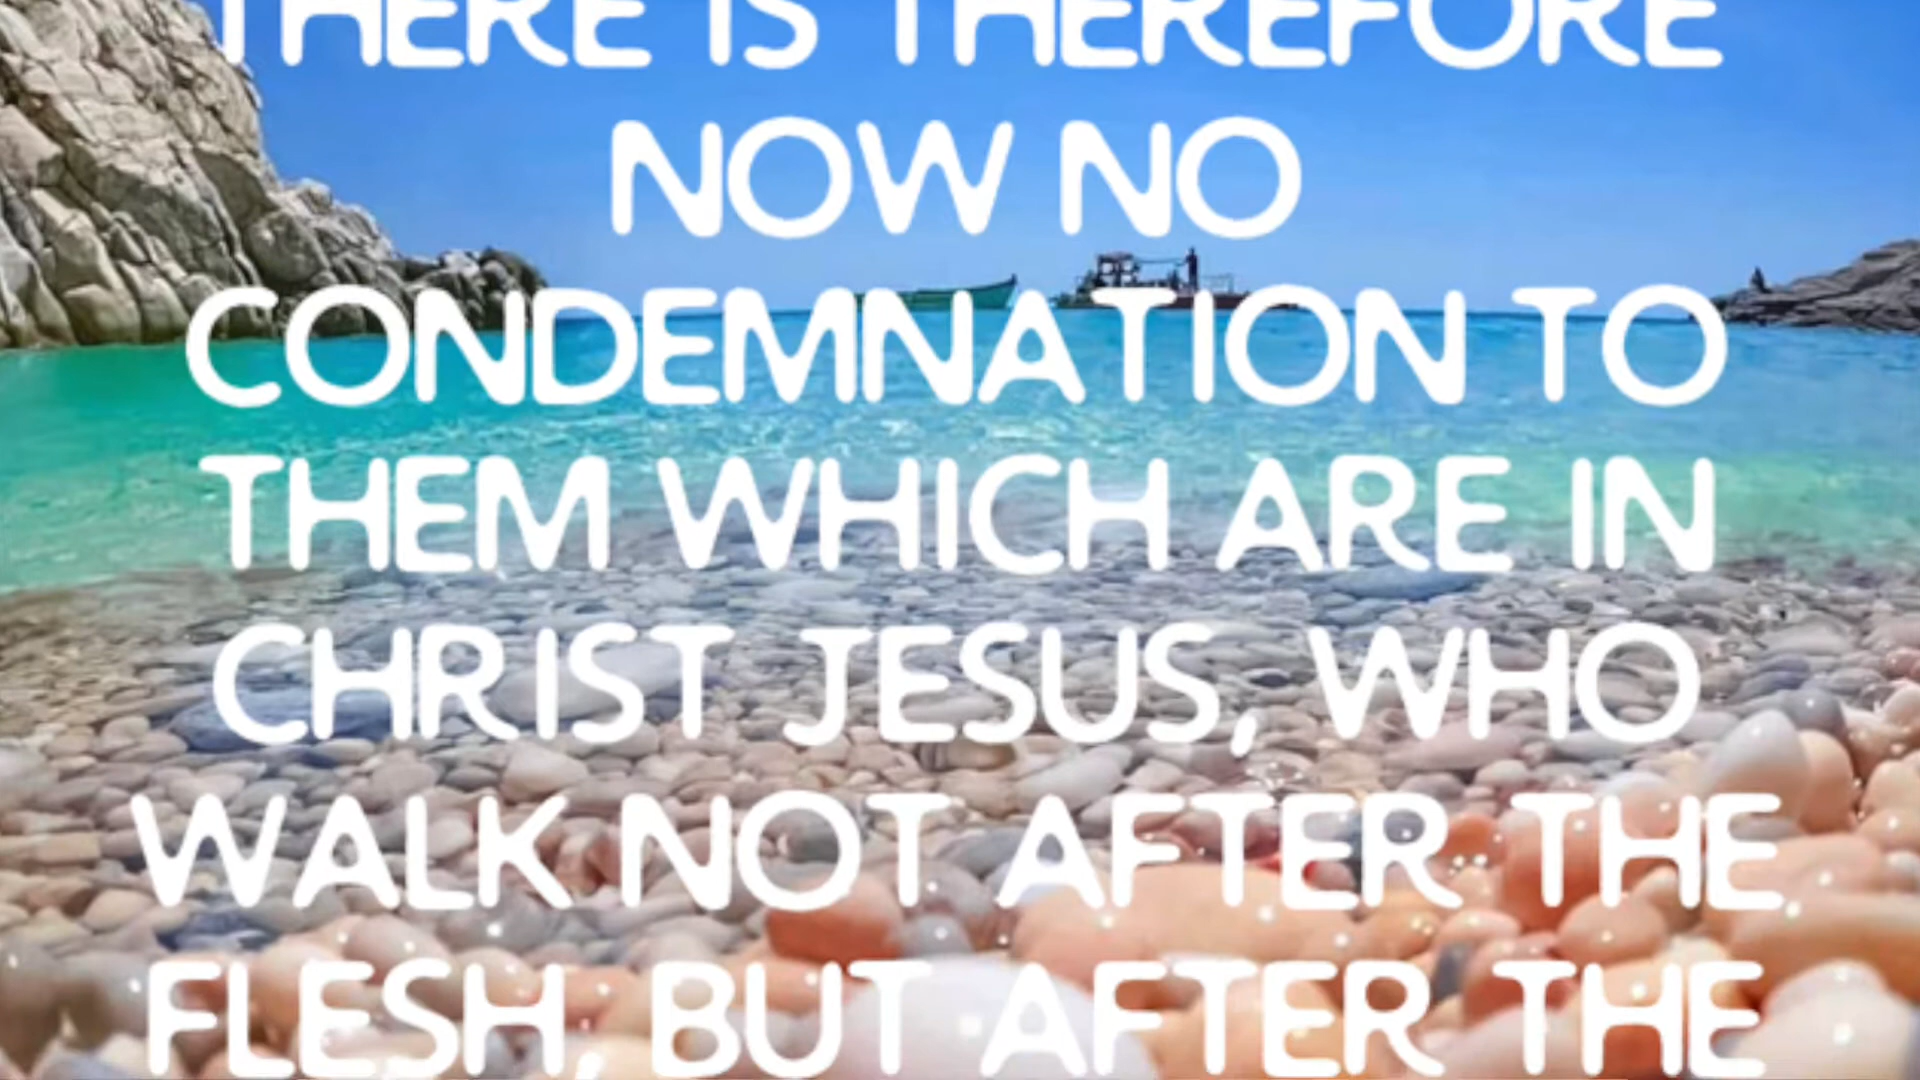 THERE IS THEREFORE
NOW NO
CONDEMNATION TO
THEM WHICH ARE IN
CHRIST JESUS, WHO
WALK NOT AFTER THE
FLESH, BUT AFTER THE